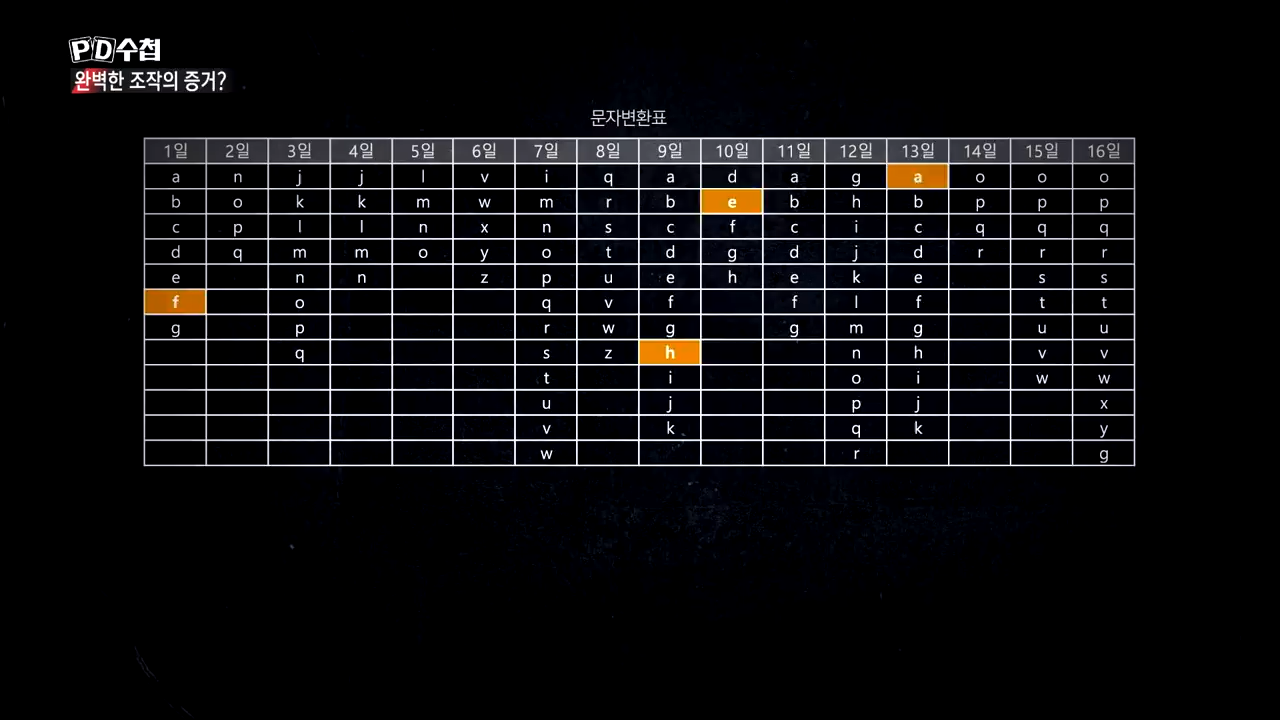 PD수첩
완벽한 조작의 증거?
문자변환표
1일 2일 3일 4일 5일 6일 7일 8일 9일 10일 11일 12일 13일 14일 15일 16일
a n j j l v i q a d a g a o o o
b o k k m w m r b e b h b p p p
c p l l n x n s c f c i c q q q
d q m m o y o t d g d j d r r r
e n n z p u e h e k e s s
f o q v f f l f t t
g p r w g g m g u u
q s z h n h v v
t i o i w w
u j p j x
v k q k y
w r g